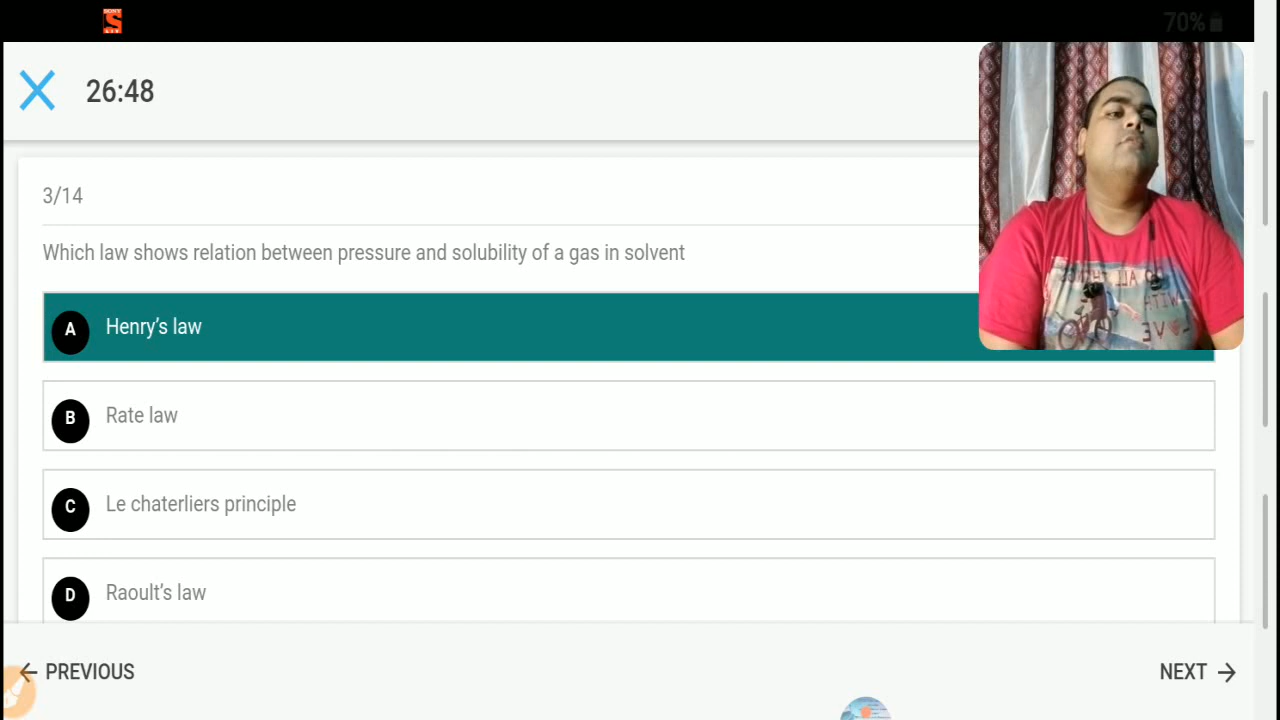 70%
26:48
3/14
Which law shows relation between pressure and solubility of a gas in solvent
A Henry’s law
B Rate law
C Le chaterliers principle
D Raoult’s law
PREVIOUS
NEXT